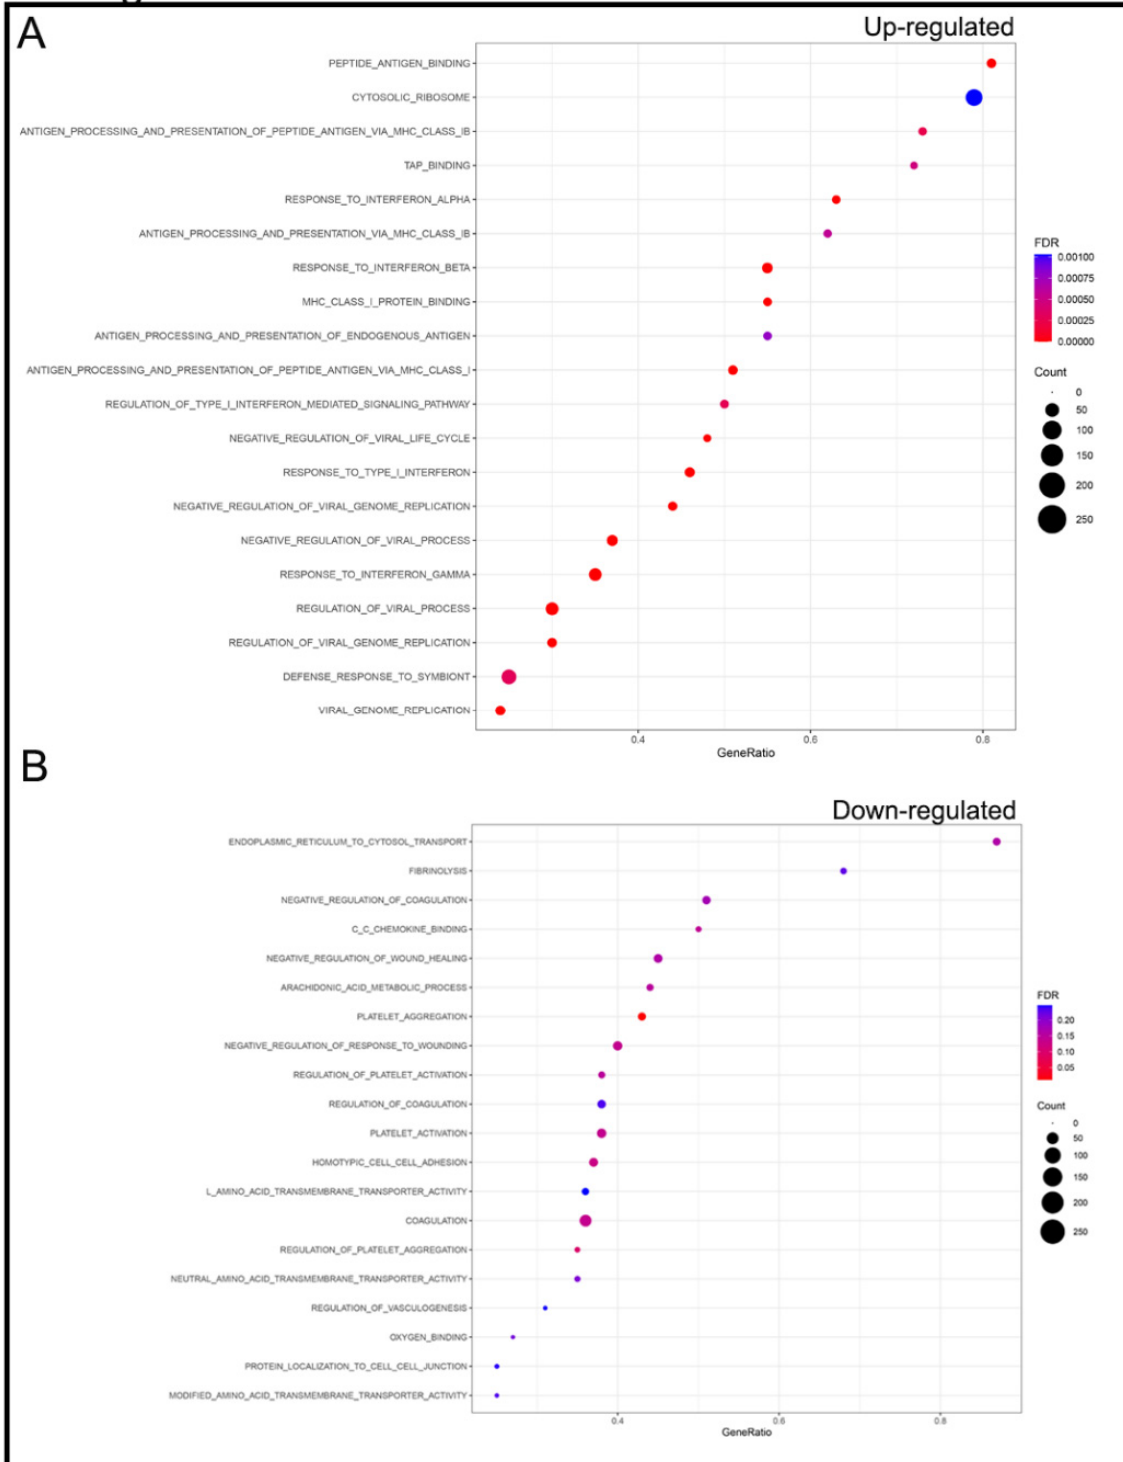 A
Up-regulated
PEPTIDE_ANTIGEN_BINDING
CYTOSOLIC_RIBOSOME
ANTIGEN_PROCESSING_AND_PRESENTATION_OF_PEPTIDE_ANTIGEN_VIA_MHC_CLASS_IB
TAP_BINDING
RESPONSE_TO_INTERFERON_ALPHA
ANTIGEN_PROCESSING_AND_PRESENTATION_VIA_MHC_CLASS_IB
RESPONSE_TO_INTERFERON_BETA
MHC_CLASS_I_PROTEIN_BINDING
ANTIGEN_PROCESSING_AND_PRESENTATION_OF_ENDOGENOUS_ANTIGEN
ANTIGEN_PROCESSING_AND_PRESENTATION_OF_PEPTIDE_ANTIGEN_VIA_MHC_CLASS_I
REGULATION_OF_TYPE_I_INTERFERON_MEDIATED_SIGNALING_PATHWAY
NEGATIVE_REGULATION_OF_VIRAL_LIFE_CYCLE
RESPONSE_TO_TYPE_I_INTERFERON
NEGATIVE_REGULATION_OF_VIRAL_GENOME_REPLICATION
NEGATIVE_REGULATION_OF_VIRAL_PROCESS
RESPONSE_TO_INTERFERON_GAMMA
REGULATION_OF_VIRAL_PROCESS
REGULATION_OF_VIRAL_GENOME_REPLICATION
DEFENSE_RESPONSE_TO_SYMBIONT
VIRAL_GENOME_REPLICATION
0.4 0.6 0.8
GeneRatio
FDR
0.00100
0.00075
0.00050
0.00025
0.00000
Count
0
50
100
150
200
250
B
Down-regulated
ENDOPLASMIC_RETICULUM_TO_CYTOSOL_TRANSPORT
FIBRINOLYSIS
NEGATIVE_REGULATION_OF_COAGULATION
C_C_CHEMOKINE_BINDING
NEGATIVE_REGULATION_OF_WOUND_HEALING
ARACHIDONIC_ACID_METABOLIC_PROCESS
PLATELET_AGGREGATION
NEGATIVE_REGULATION_OF_RESPONSE_TO_WOUNDING
REGULATION_OF_PLATELET_ACTIVATION
REGULATION_OF_COAGULATION
PLATELET_ACTIVATION
HOMOTYPIC_CELL_CELL_ADHESION
L_AMINO_ACID_TRANSMEMBRANE_TRANSPORTER_ACTIVITY
COAGULATION
REGULATION_OF_PLATELET_AGGREGATION
NEUTRAL_AMINO_ACID_TRANSMEMBRANE_TRANSPORTER_ACTIVITY
REGULATION_OF_VASCULOGENESIS
OXYGEN_BINDING
PROTEIN_LOCALIZATION_TO_CELL_CELL_JUNCTION
MODIFIED_AMINO_ACID_TRANSMEMBRANE_TRANSPORTER_ACTIVITY
0.4 0.6 0.8
GeneRatio
FDR
0.20
0.15
0.10
0.05
Count
0
50
100
150
200
250